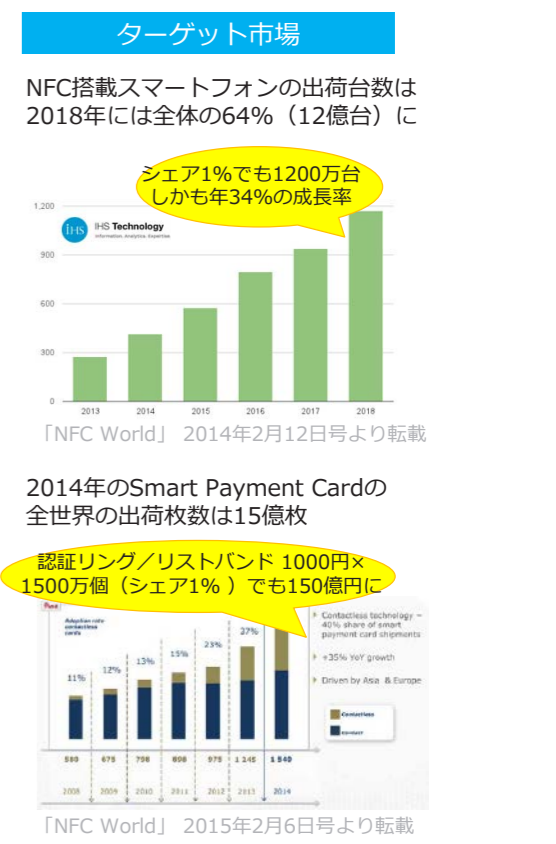 ターゲット市場
NFC搭載スマートフォンの出荷台数は
2018年には全体の64%（12億台）に
シェア1%でも1200万台
しかも年34%の成長率
1,200
IHS
IHS Technology
Information, Analytics, Expertise
900
600
300
0
2013 2014 2015 2016 2017 2018
「NFC World」 2014年2月12日号より転載
2014年のSmart Payment Cardの
全世界の出荷枚数は15億枚
認証リング／リストバンド 1000円×
1500万個（シェア1% ）でも150億円に
Adoption rate
contactless
cards
11% 12% 13% 15% 23% 27%
Contactless technology ~
40% share of smart
payment card shipments
+35% YoY growth
Driven by Asia & Europe
Contactless
Contact
580 675 798 898 975 1 245 1 540
2008 2009 2010 2011 2012 2013 2014
「NFC World」 2015年2月6日号より転載